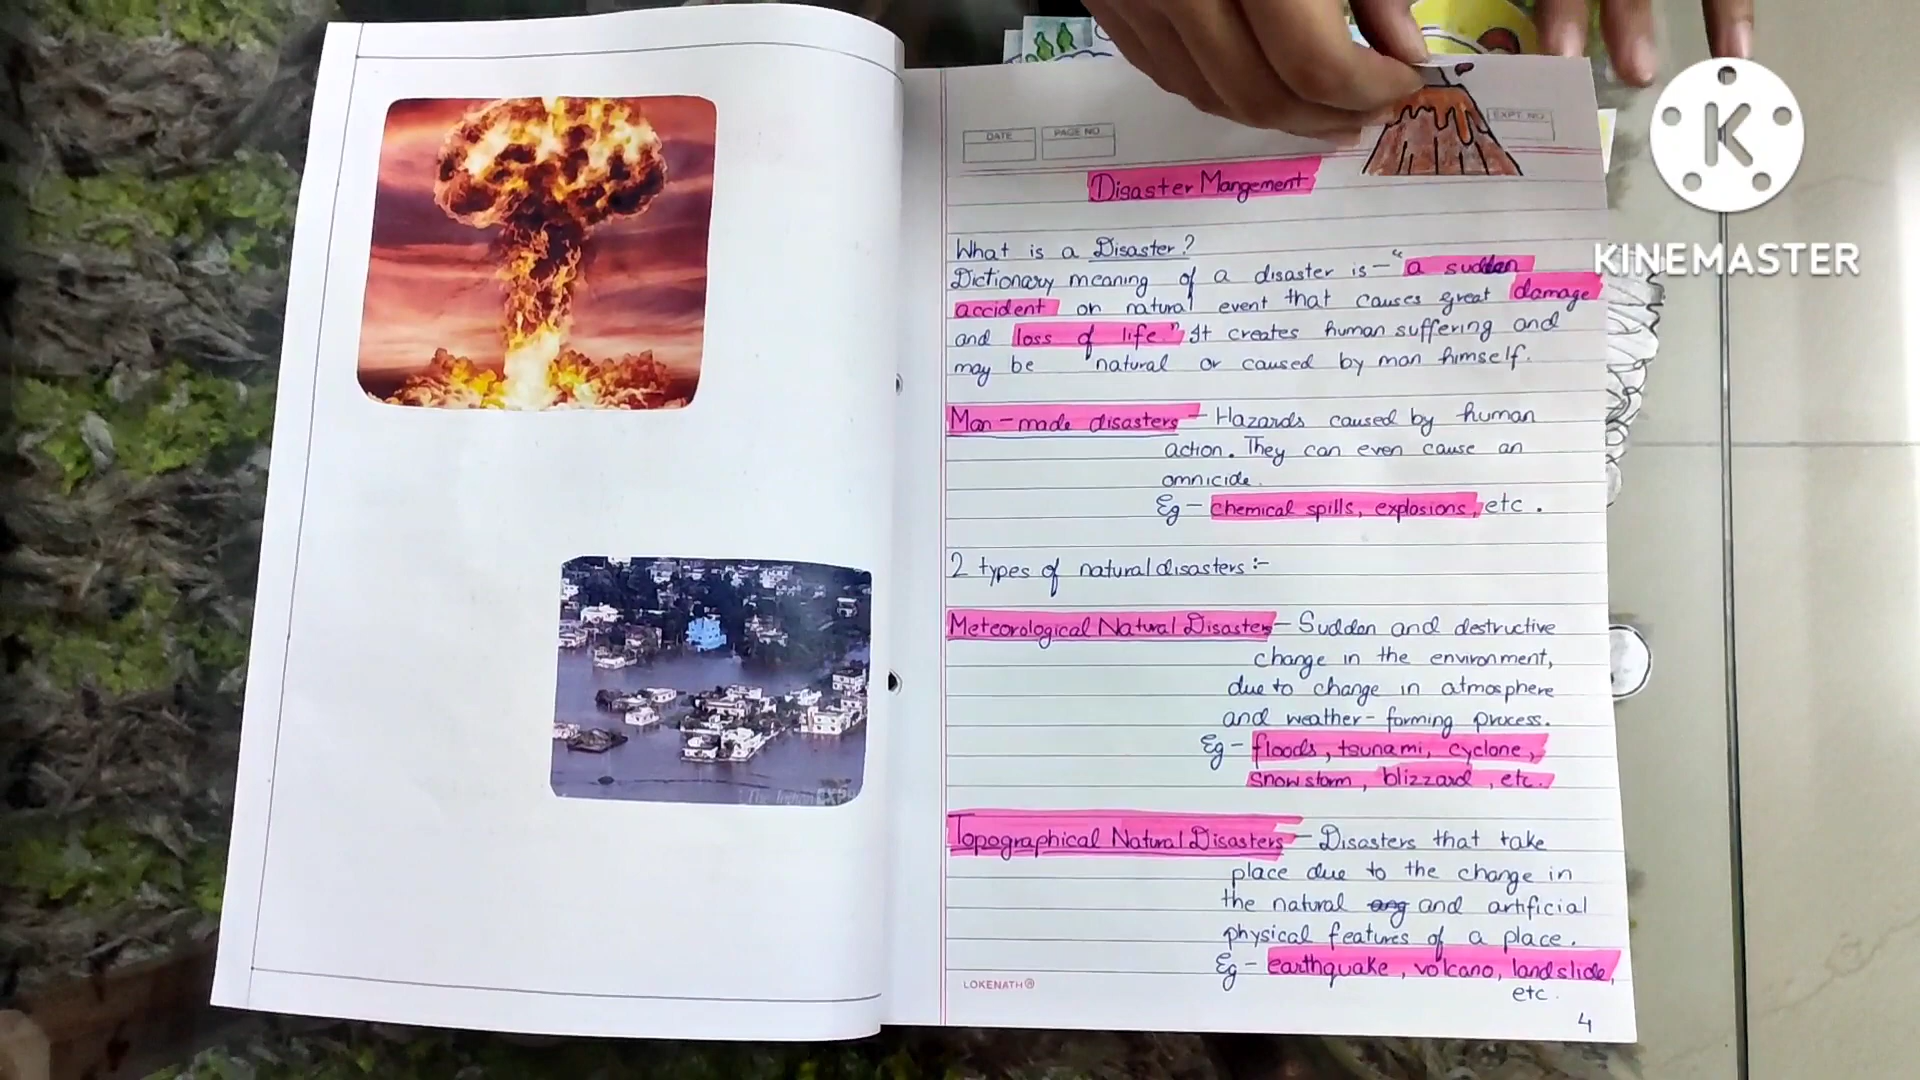 DATE
PAGE NO.
EXPT. NO.
Disaster Mangement
What is a Disaster?
Dictionary meaning of a disaster is – "a sudden
accident or natural event that causes great damage
and loss of life." It creates human suffering and
may be natural or caused by man himself.
Man-made disasters – Hazards caused by human
action. They can even cause an
omnicide.
Eg – chemical spills, explosions, etc.
2 types of natural disasters:-
Meteorological Natural Disaster – Sudden and destructive
change in the environment,
due to change in atmosphere
and weather-forming process.
Eg – floods, tsunami, cyclone,
snowstorm, blizzard, etc.
Topographical Natural Disasters – Disasters that take
place due to the change in
the natural and artificial
physical features of a place.
Eg – earthquake, volcano, landslide,
etc.
LOKENATH
4
The Indian
K
KINEMASTER